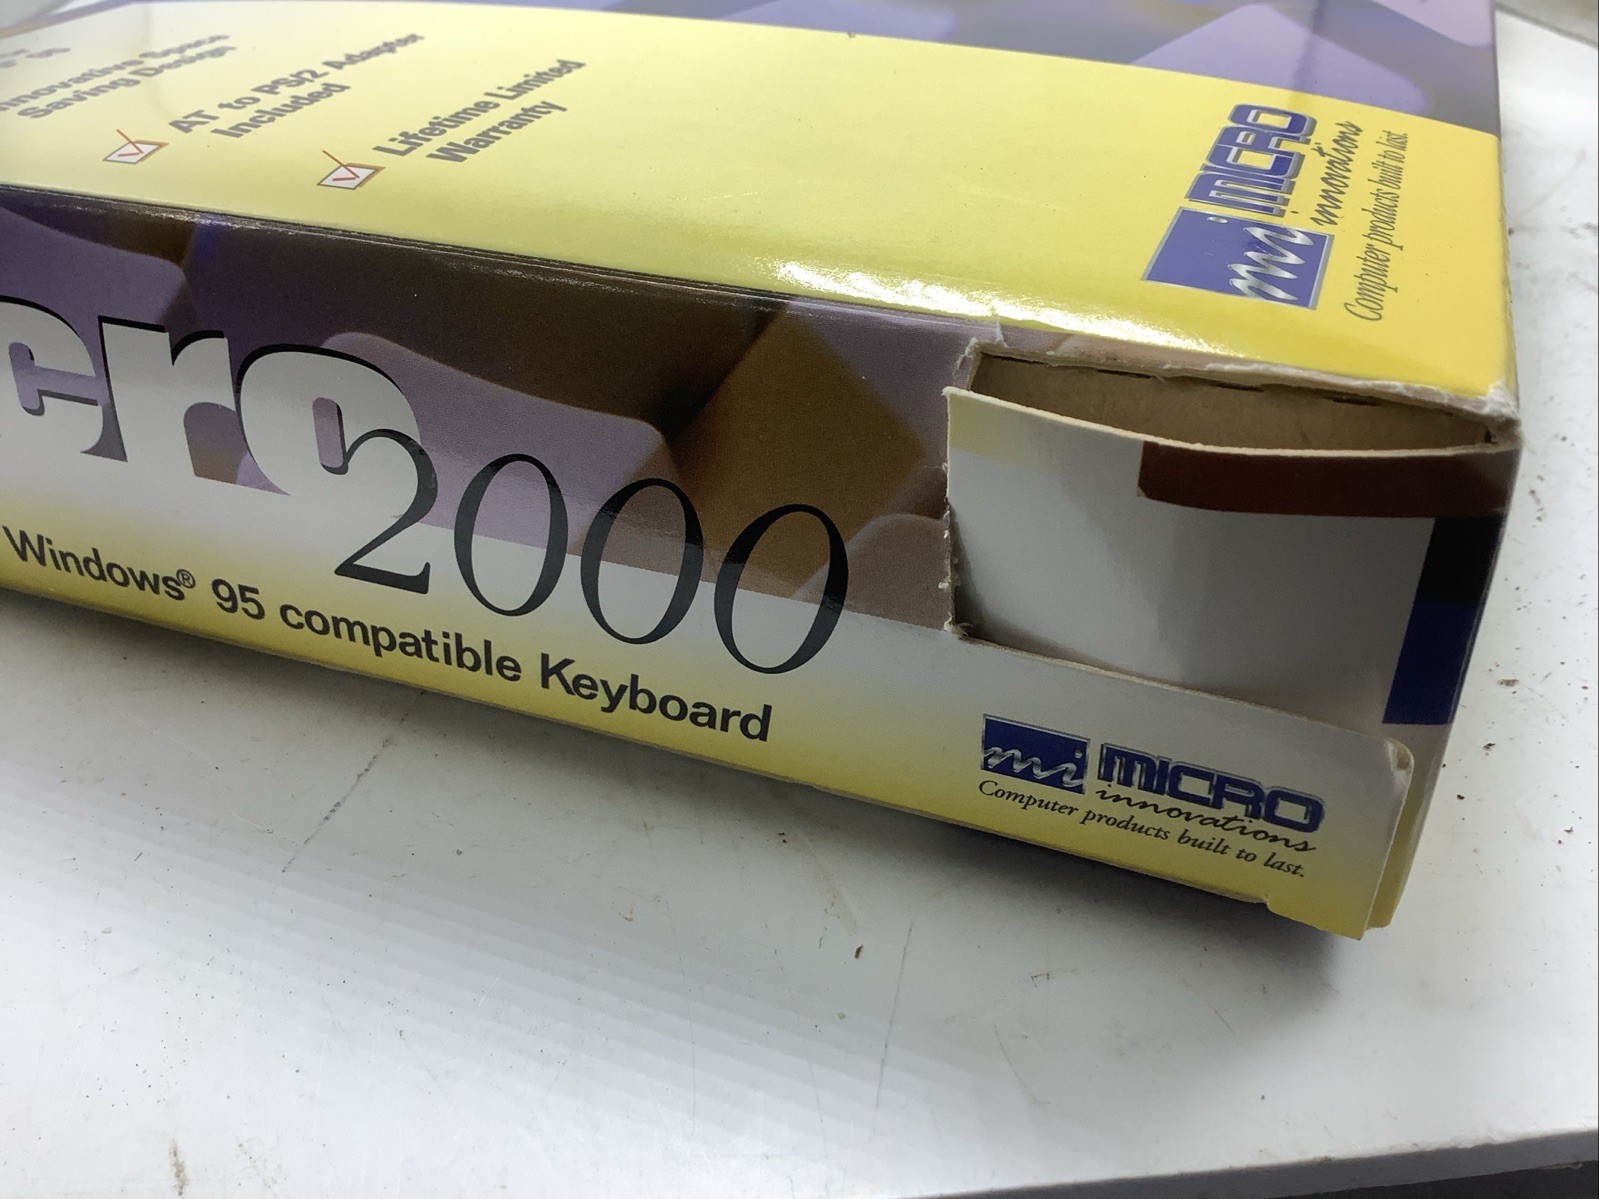 Innovative Space
Saving Design
AT to PS/2 Adapter
Included
Lifetime Limited
Warranty
mi MICRO
innovations
Computer products built to last.
cro
2000
Windows® 95 compatible Keyboard
mi MICRO
innovations
Computer products built to last.